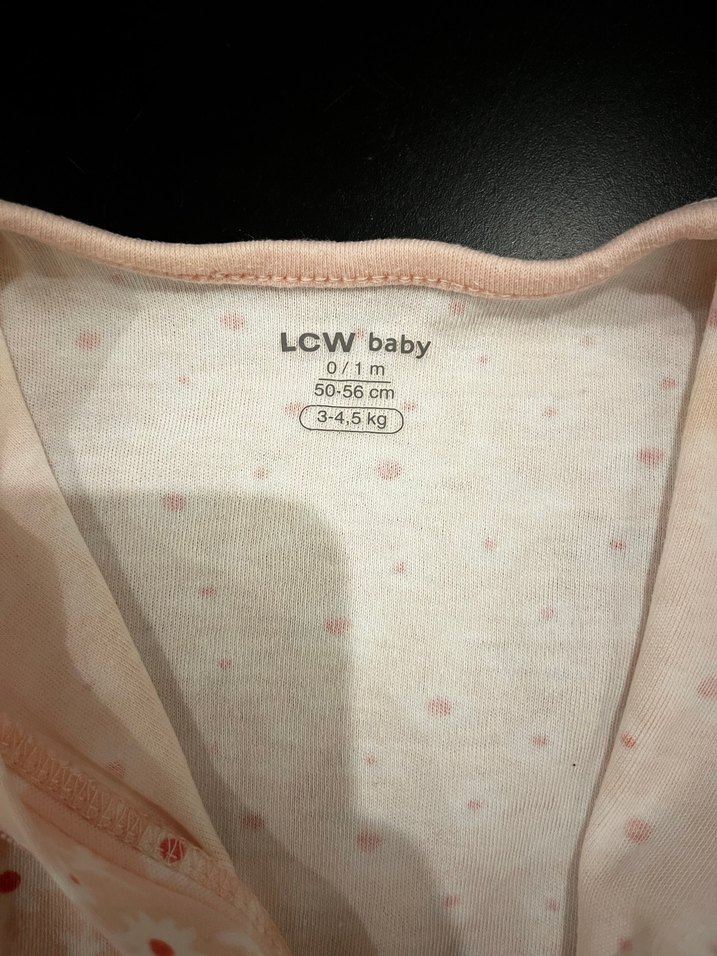 LCW baby
0 / 1 m
50-56 cm
3-4,5 kg